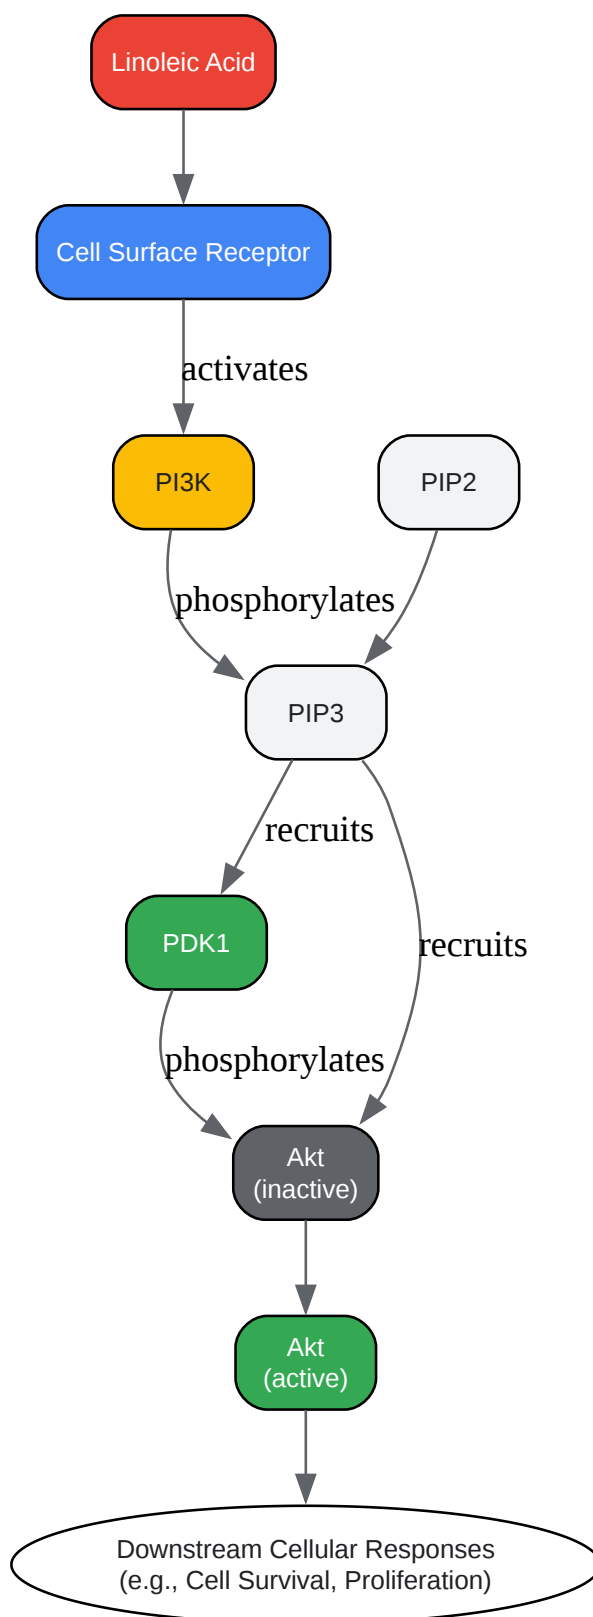 Linoleic Acid
Cell Surface Receptor
activates
PI3K
PIP2
phosphorylates
PIP3
recruits
PDK1
recruits
phosphorylates
Akt
(inactive)
Akt
(active)
Downstream Cellular Responses
(e.g., Cell Survival, Proliferation)